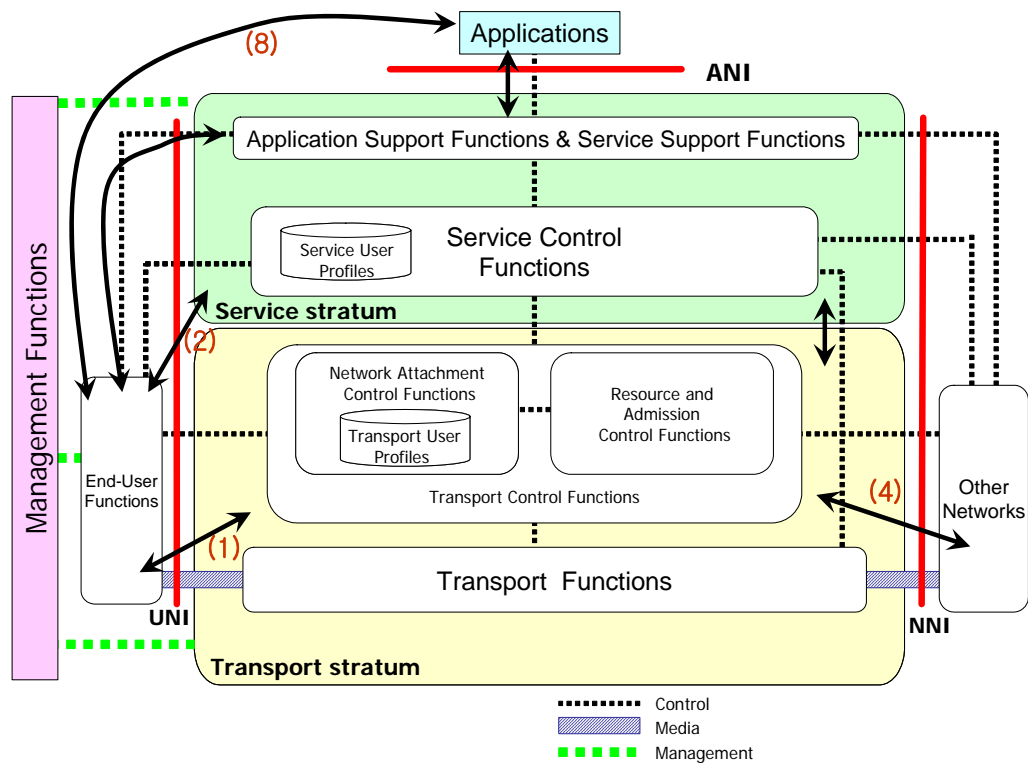 (8)
Applications
ANI
Management Functions
Application Support Functions & Service Support Functions
Service User
Profiles
Service Control
Functions
Service stratum
(2)
Network Attachment
Control Functions
Transport User
Profiles
Resource and
Admission
Control Functions
Transport Control Functions
End-User
Functions
(4)
Other
Networks
(1)
Transport Functions
UNI
NNI
Transport stratum
Control
Media
Management